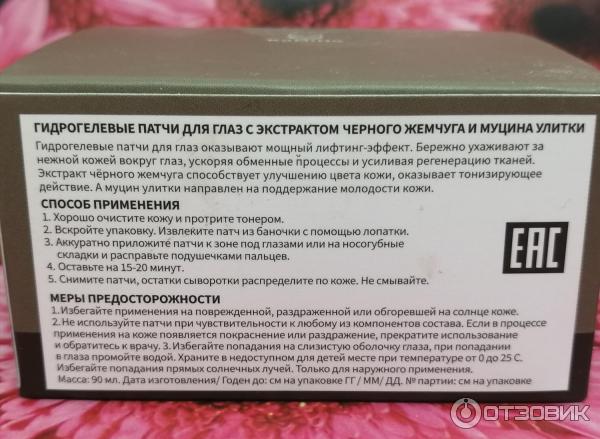 ГИДРОГЕЛЕВЫЕ ПАТЧИ ДЛЯ ГЛАЗ С ЭКСТРАКТОМ ЧЕРНОГО ЖЕМЧУГА И МУЦИНА УЛИТКИ
Гидрогелевые патчи для глаз оказывают мощный лифтинг-эффект. Бережно ухаживают за
нежной кожей вокруг глаз, ускоряя обменные процессы и усиливая регенерацию тканей.
Экстракт чёрного жемчуга способствует улучшению цвета кожи, оказывает тонизирующее
действие. А муцин улитки направлен на поддержание молодости кожи.
СПОСОБ ПРИМЕНЕНИЯ
1. Хорошо очистите кожу и протрите тонером.
2. Вскройте упаковку. Извлеките патч из баночки с помощью лопатки.
3. Аккуратно приложите патчи к зоне под глазами или на носогубные
складки и расправьте подушечками пальцев.
4. Оставьте на 15-20 минут.
5. Снимите патчи, остатки сыворотки распределите по коже. Не смывайте.
EAC
МЕРЫ ПРЕДОСТОРОЖНОСТИ
1.Избегайте применения на поврежденной, раздраженной или обгоревшей на солнце коже.
2.Не используйте патчи при чувствительности к любому из компонентов состава. Если в процессе
применения на коже появляется покраснение или раздражение, прекратите использование
и обратитесь к врачу. 3. Избегайте попадания на слизистую оболочку глаза, при попадании
в глаза промойте водой. Хранить в недоступном для детей месте при температуре от 0 до 25 С.
Избегайте попадания прямых солнечных лучей. Только для наружного применения.
Масса: 90 мл. Дата изготовления/ Годен до: см на упаковке ГГ / ММ/ ДД. № партии: см на упаковке
ОТЗОВИК